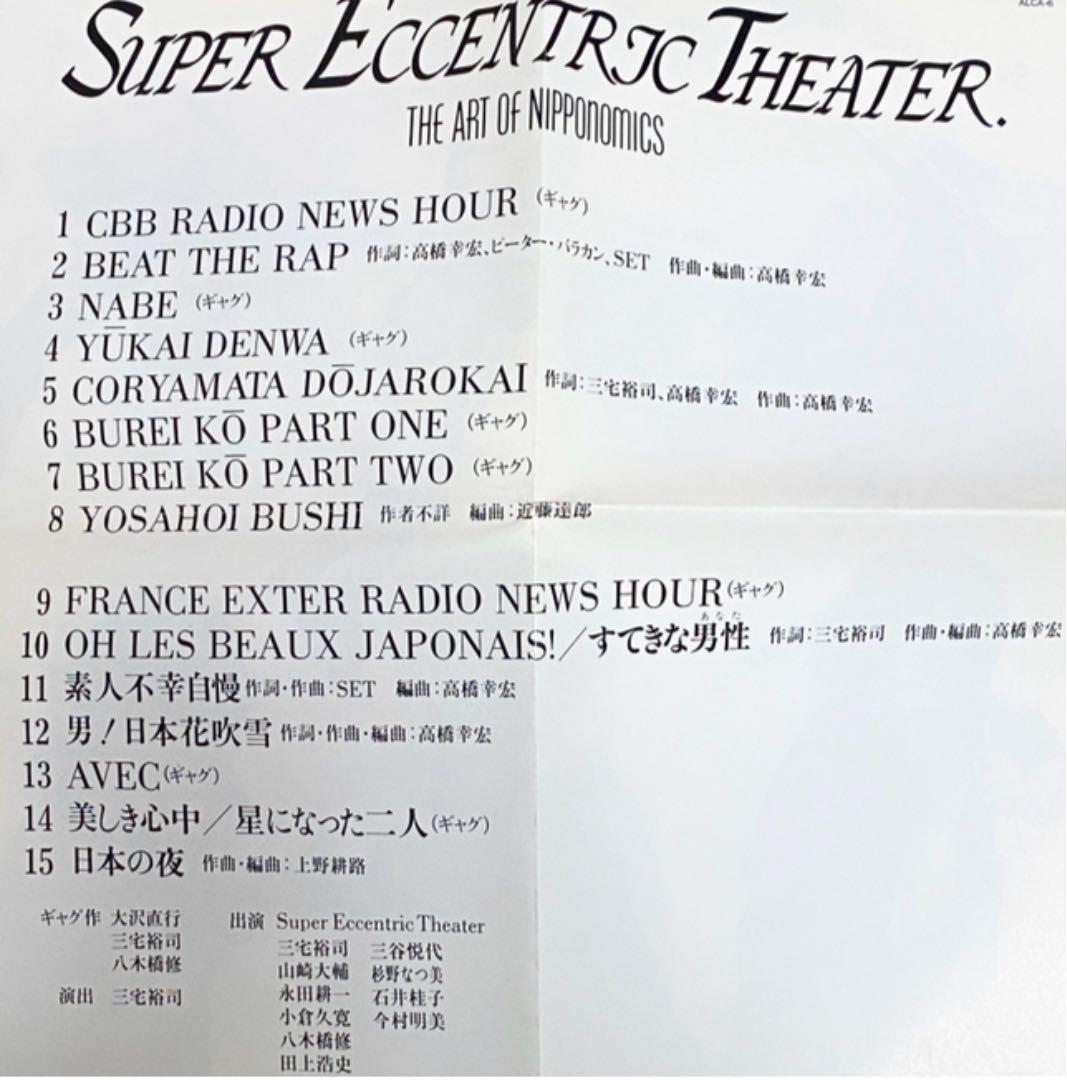 ALCA-6
SUPER ECCENTRIC THEATER.
THE ART OF NIPPONOMICS
1 CBB RADIO NEWS HOUR (ギャグ)
2 BEAT THE RAP 作詞:高橋幸宏、ピーター・バラカン、SET 作曲・編曲:高橋幸宏
3 NABE (ギャグ)
4 YŪKAI DENWA (ギャグ)
5 CORYAMATA DŌJAROKAI 作詞:三宅裕司、高橋幸宏 作曲:高橋幸宏
6 BUREI KŌ PART ONE (ギャグ)
7 BUREI KŌ PART TWO (ギャグ)
8 YOSAHOI BUSHI 作者不詳 編曲:近藤達郎
9 FRANCE EXTER RADIO NEWS HOUR(ギャグ)
あなた
10 OH LES BEAUX JAPONAIS!/すてきな男性 作詞:三宅裕司 作曲・編曲:高橋幸宏
11 素人不幸自慢 作詞・作曲:SET 編曲:高橋幸宏
12 男!日本花吹雪 作詞・作曲・編曲:高橋幸宏
13 AVEC(ギャグ)
14 美しき心中/星になった二人(ギャグ)
15 日本の夜 作曲・編曲:上野耕路
ギャグ作 大沢直行
三宅裕司
八木橋修
演出 三宅裕司
出演 Super Eccentric Theater
三宅裕司 三谷悦代
山崎大輔 杉野なつ美
永田耕一 石井桂子
小倉久寛 今村明美
八木橋修
田上浩史